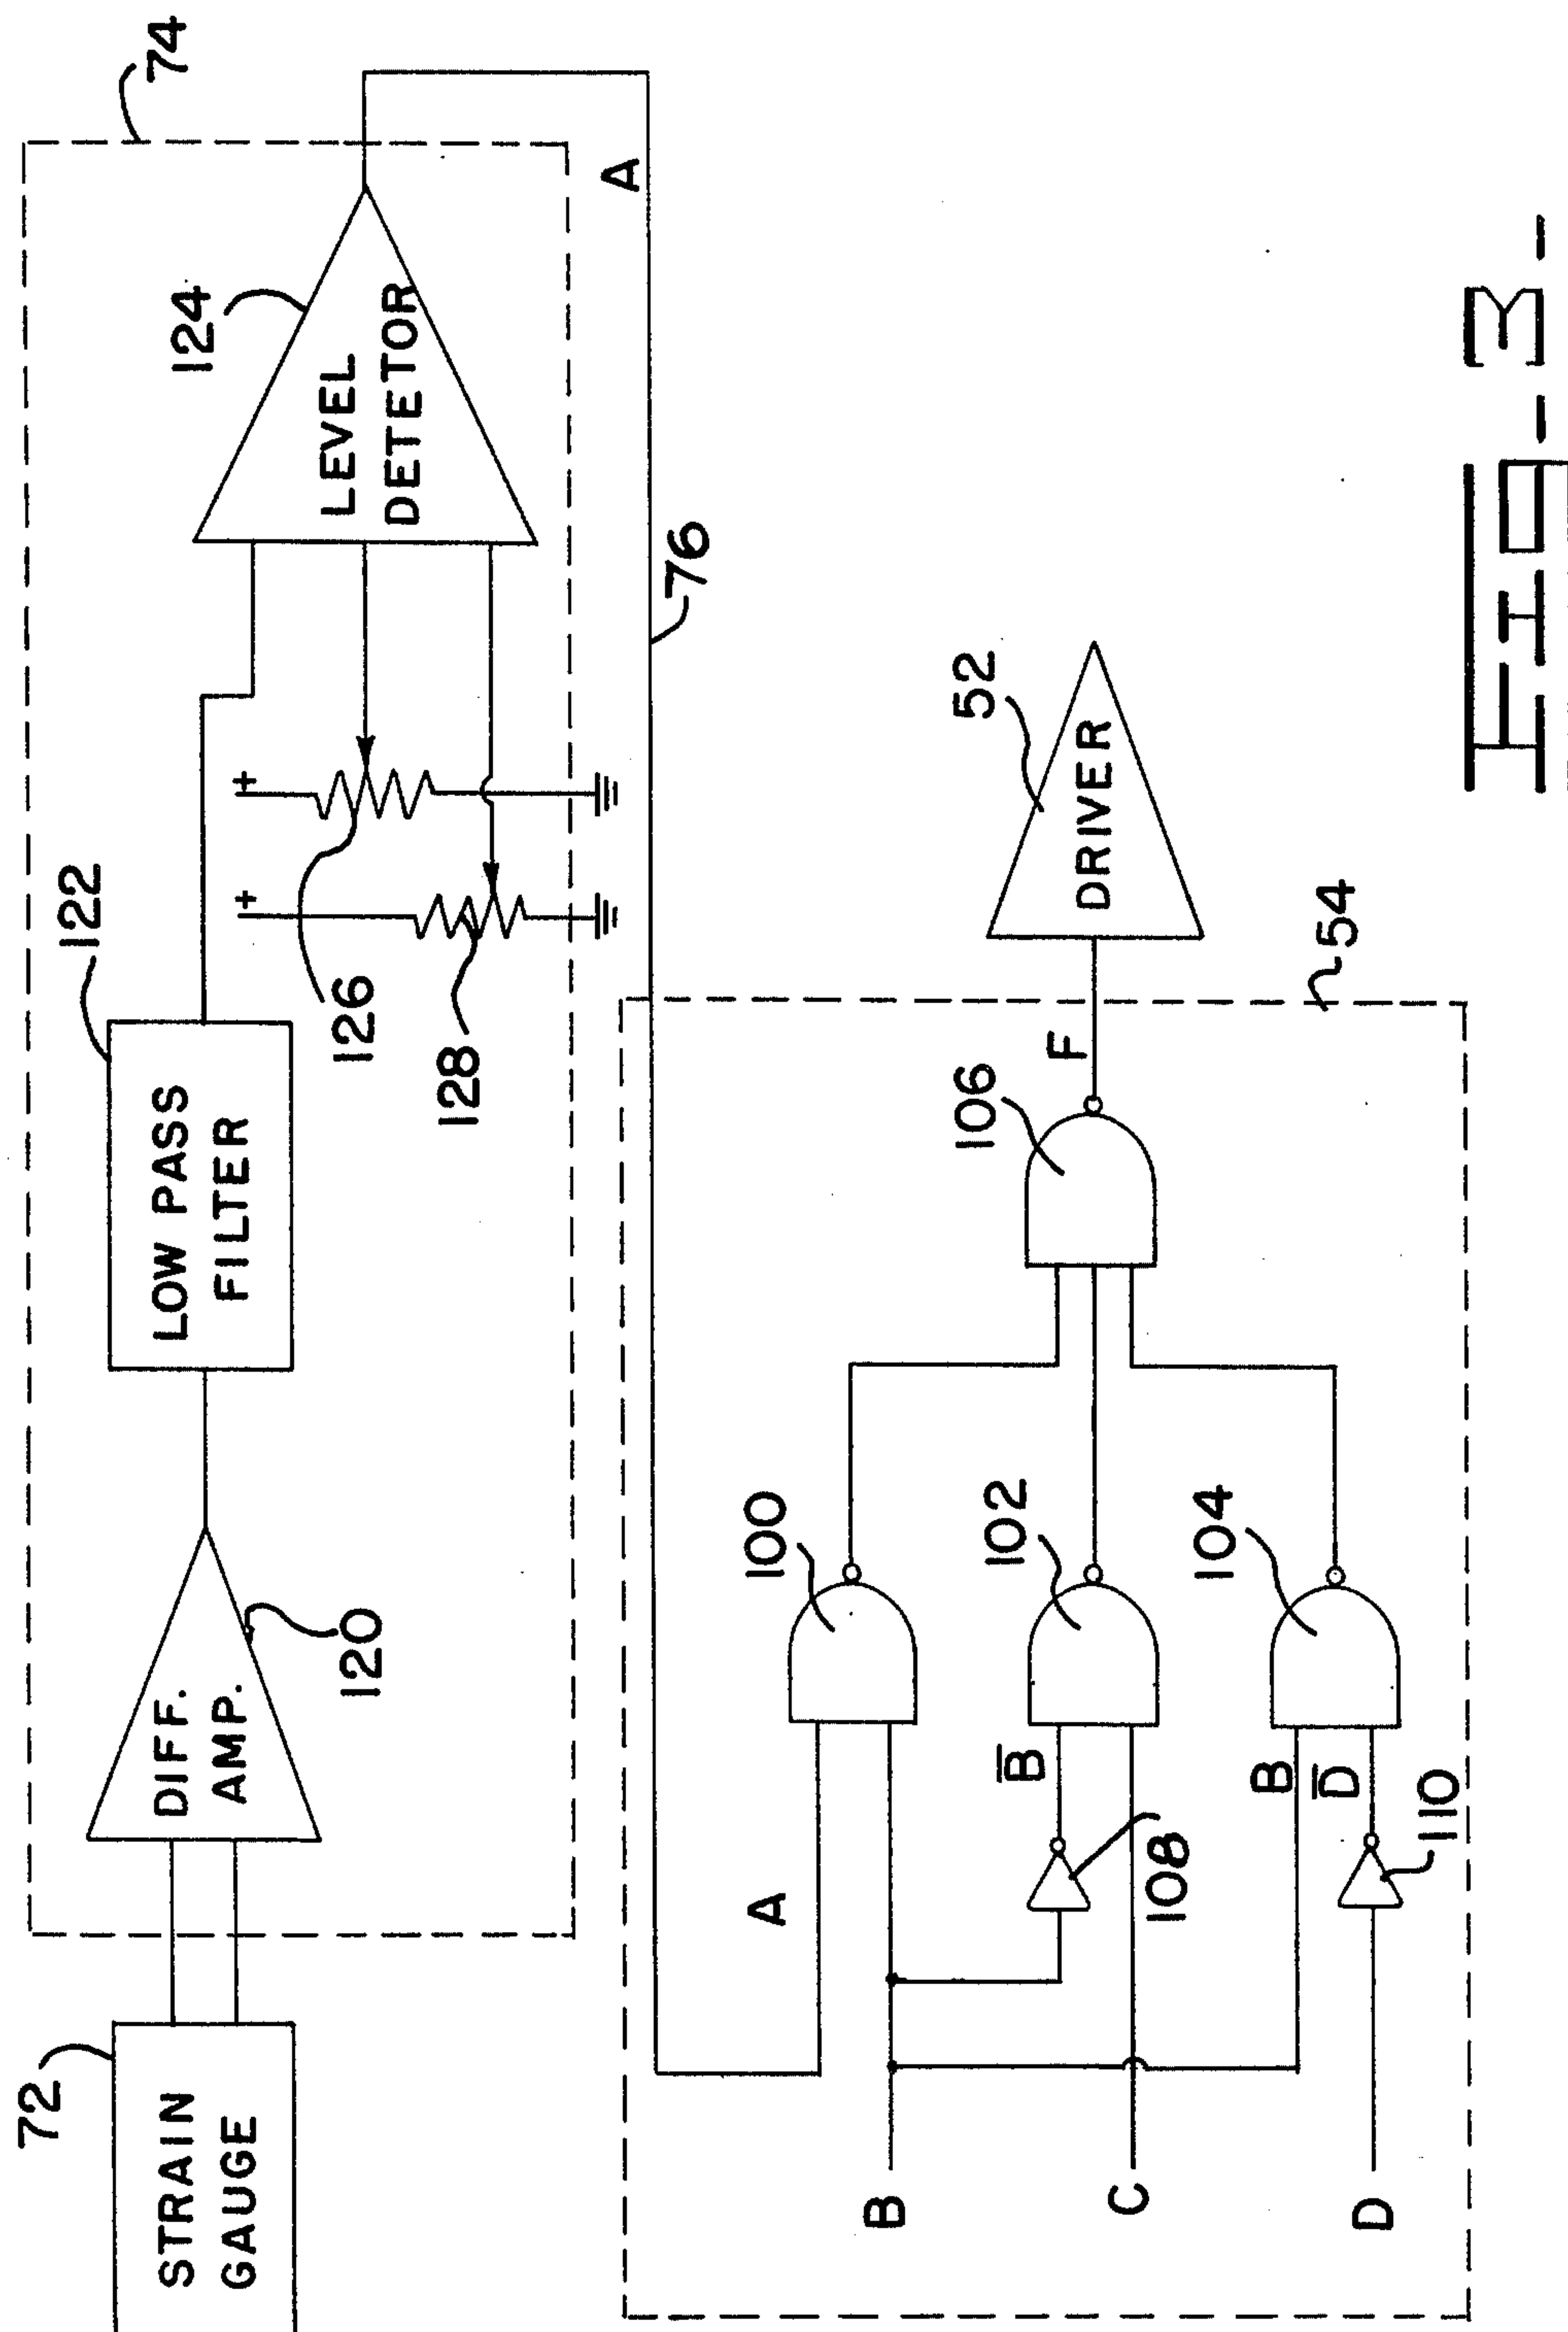 72
STRAIN
GAUGE
DIFF.
AMP.
120
122
LOW PASS
FILTER
+
+
126
128
124
LEVEL
DETETOR
74
A
76
A
B
C
D
100
B̅
108
102
B
D̅
110
104
106
F
54
52
DRIVER
FIG-3-